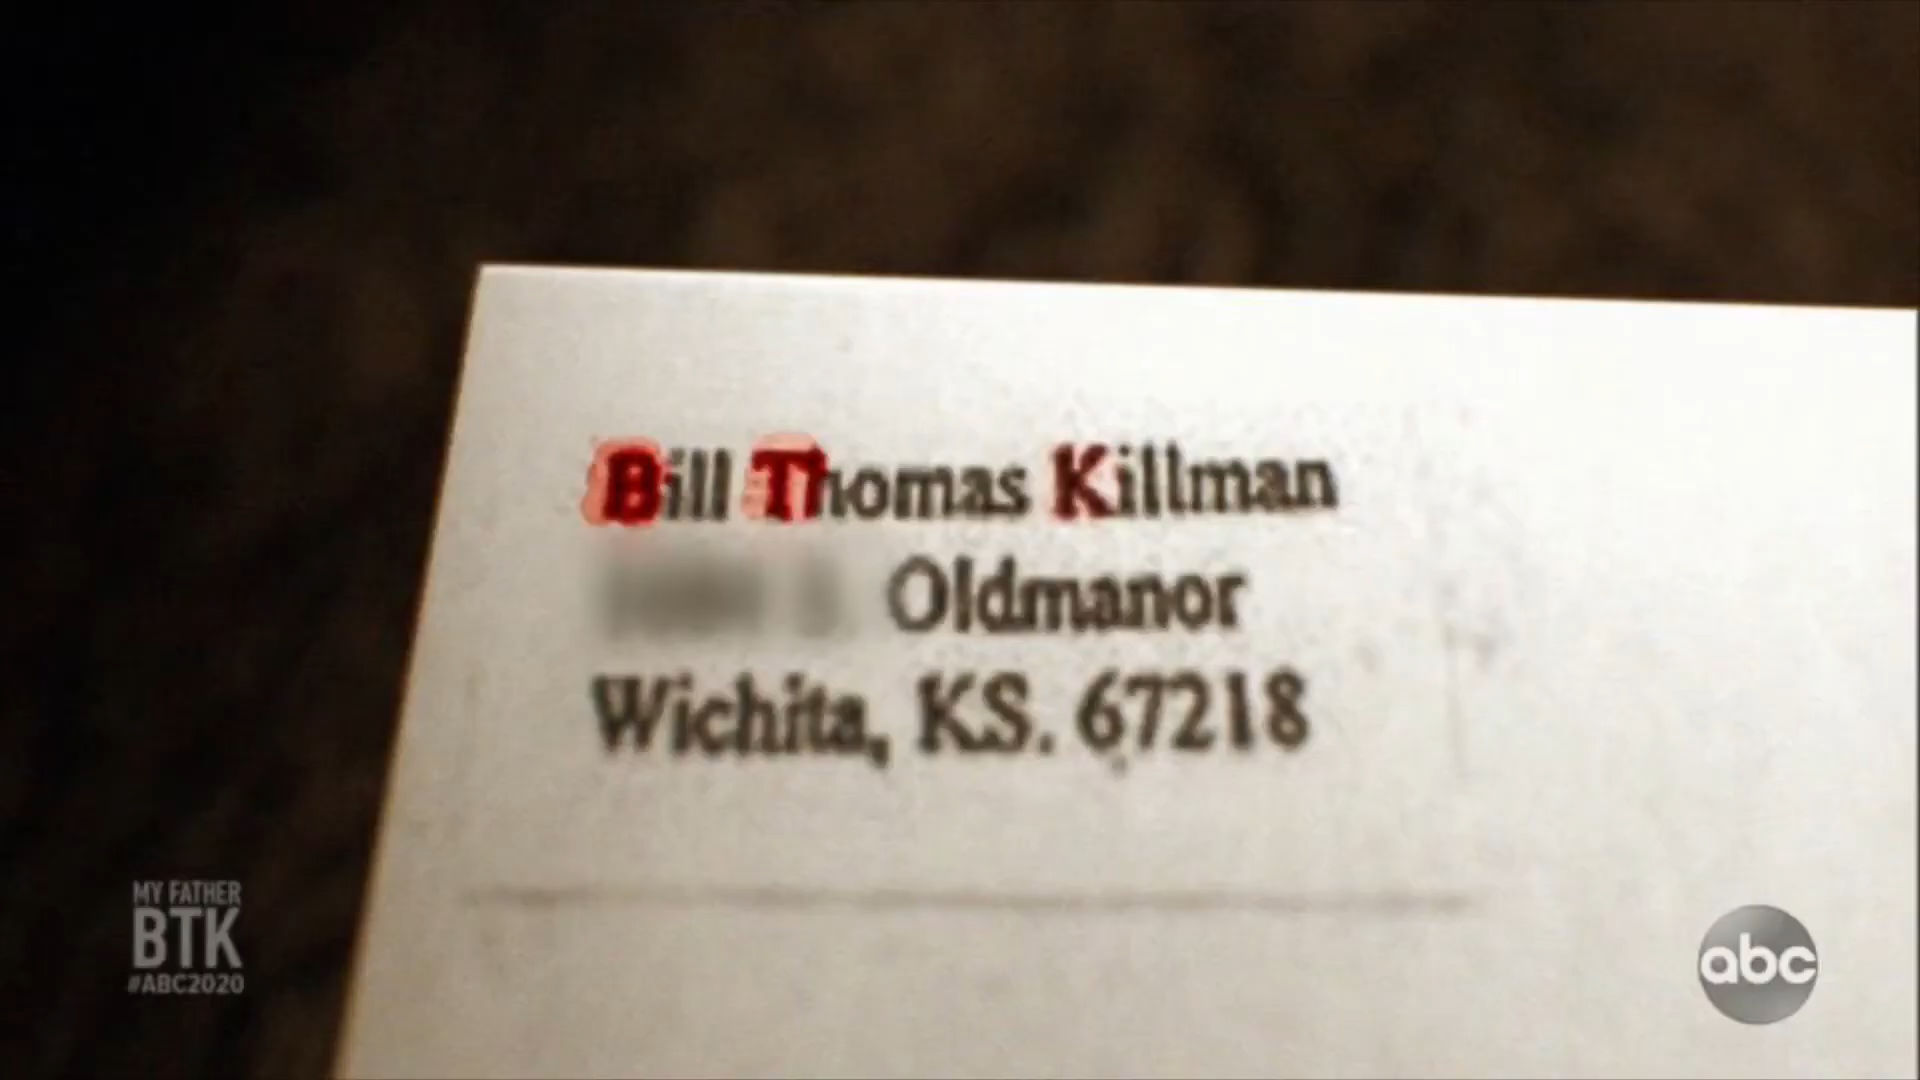 Bill Thomas Killman
Oldmanor
Wichita, KS. 67218
MY FATHER
BTK
#ABC2020
abc